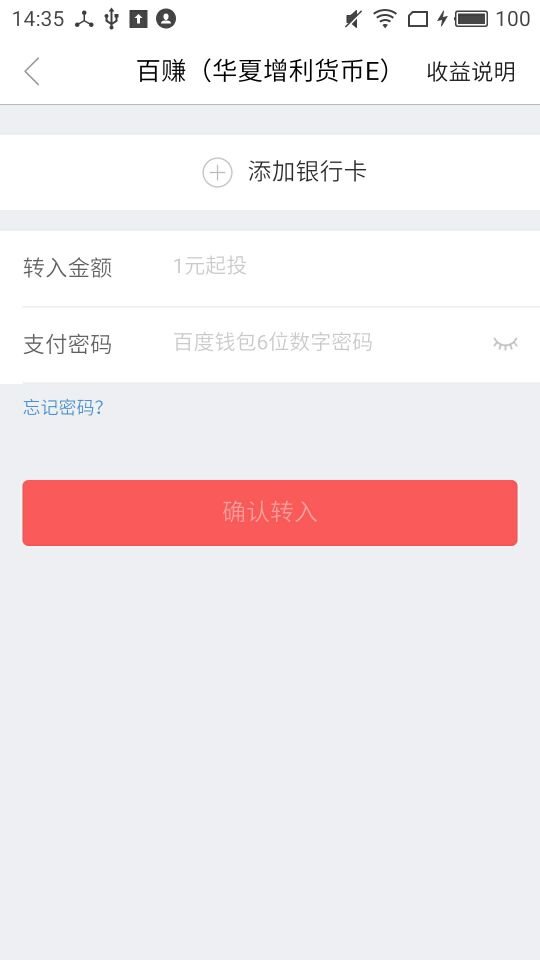 14:35 100
百赚（华夏增利货币E） 收益说明
添加银行卡
转入金额 1元起投
支付密码 百度钱包6位数字密码
忘记密码?
确认转入